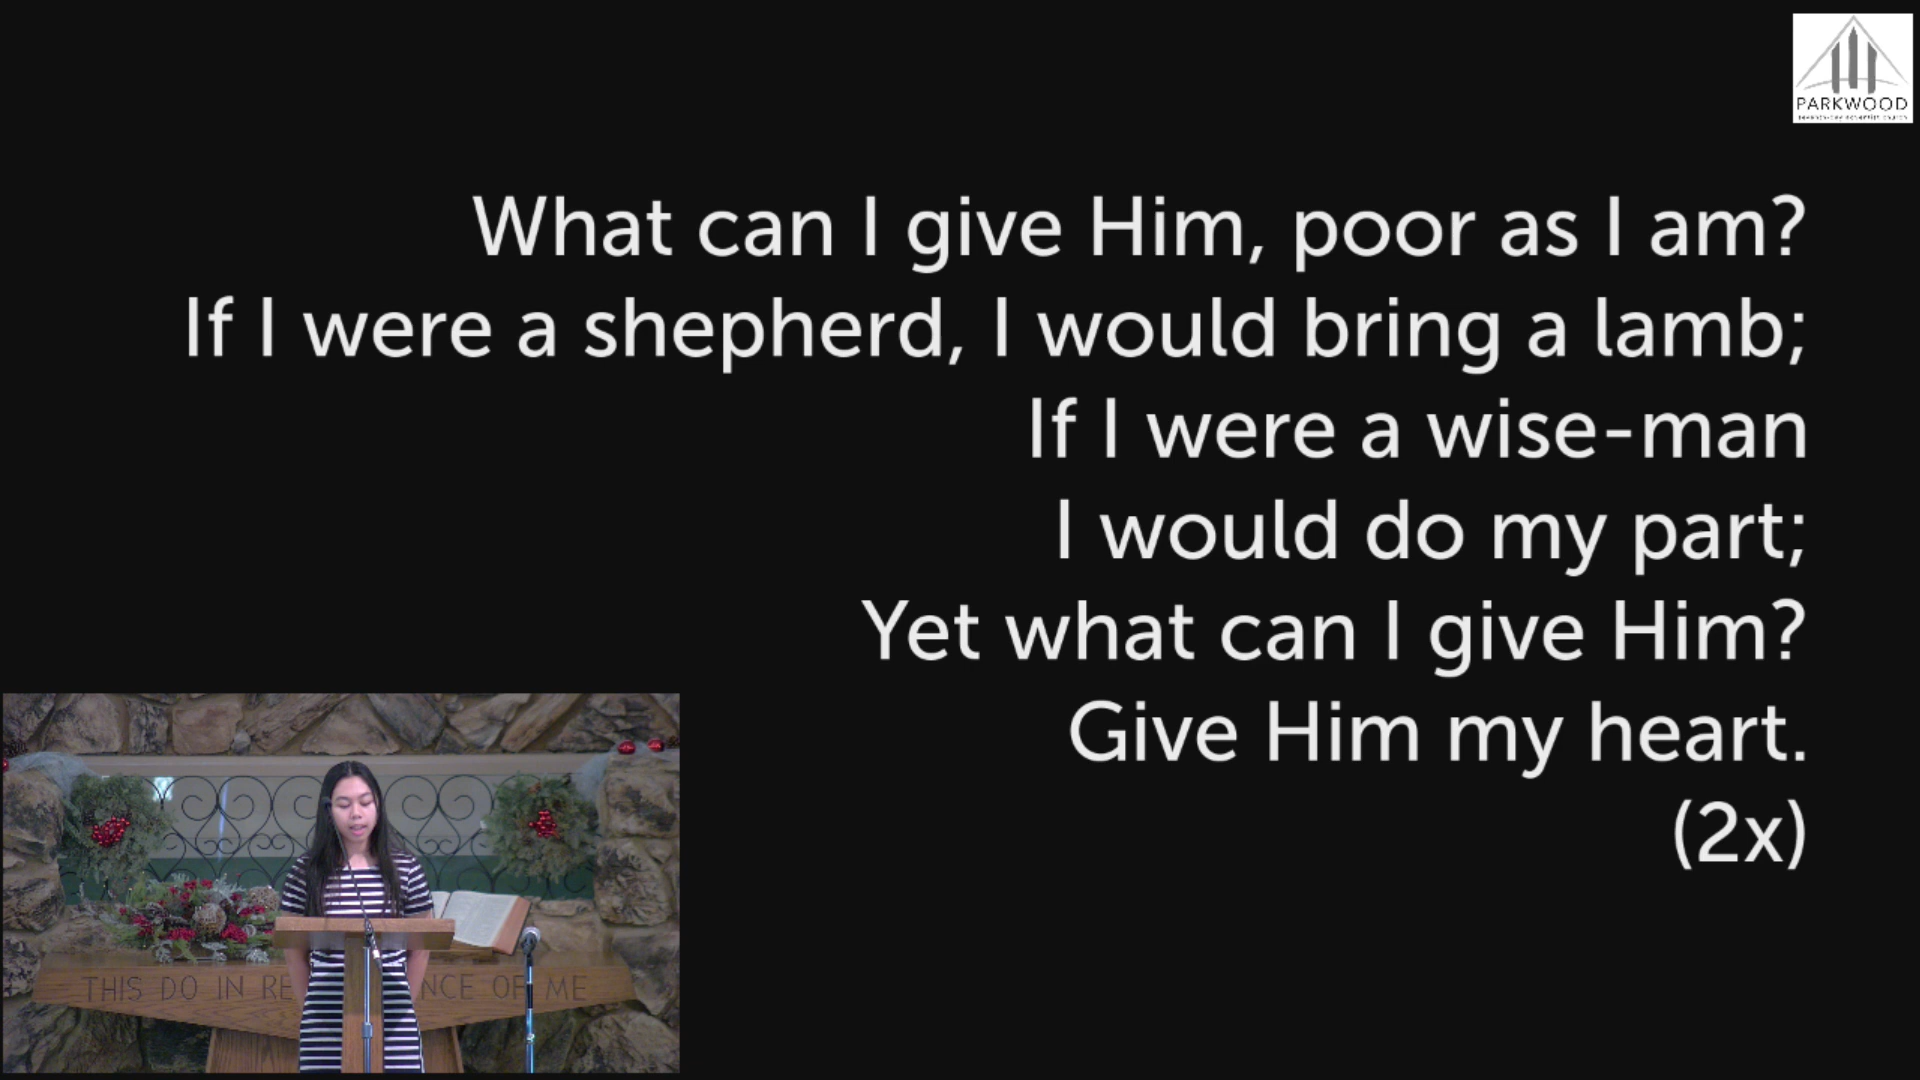 PARKWOOD
What can I give Him, poor as I am?
If I were a shepherd, I would bring a lamb;
If I were a wise-man
I would do my part;
Yet what can I give Him?
Give Him my heart.
(2x)
THIS DO IN RE NCE OF ME